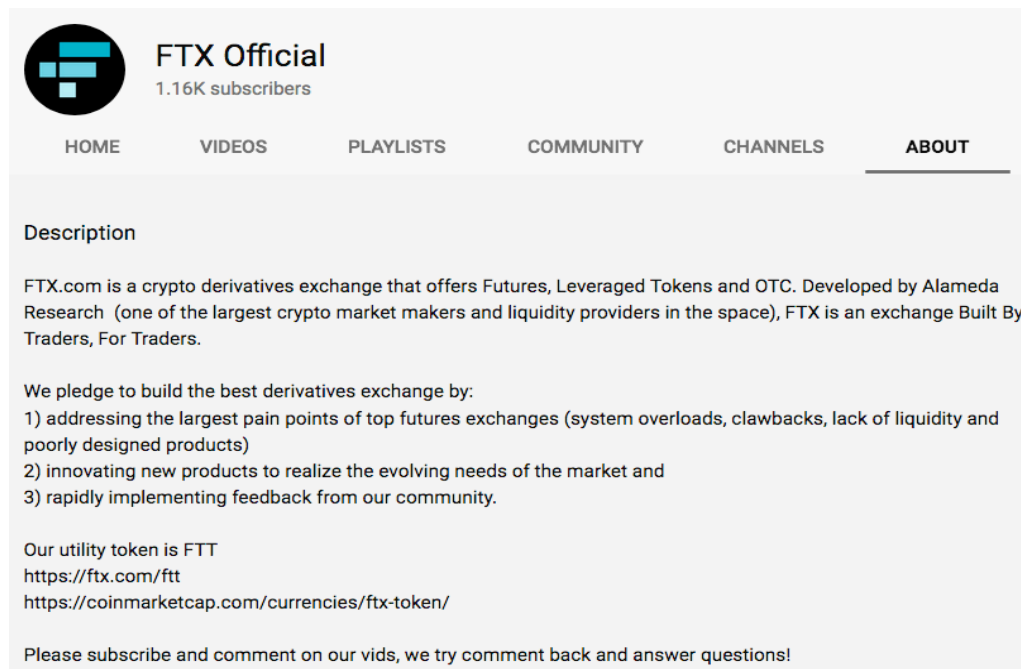 FTX Official
1.16K subscribers
HOME VIDEOS PLAYLISTS COMMUNITY CHANNELS ABOUT
Description
FTX.com is a crypto derivatives exchange that offers Futures, Leveraged Tokens and OTC. Developed by Alameda
Research  (one of the largest crypto market makers and liquidity providers in the space), FTX is an exchange Built By
Traders, For Traders.
We pledge to build the best derivatives exchange by:
1) addressing the largest pain points of top futures exchanges (system overloads, clawbacks, lack of liquidity and
poorly designed products)
2) innovating new products to realize the evolving needs of the market and
3) rapidly implementing feedback from our community.
Our utility token is FTT
https://ftx.com/ftt
https://coinmarketcap.com/currencies/ftx-token/
Please subscribe and comment on our vids, we try comment back and answer questions!